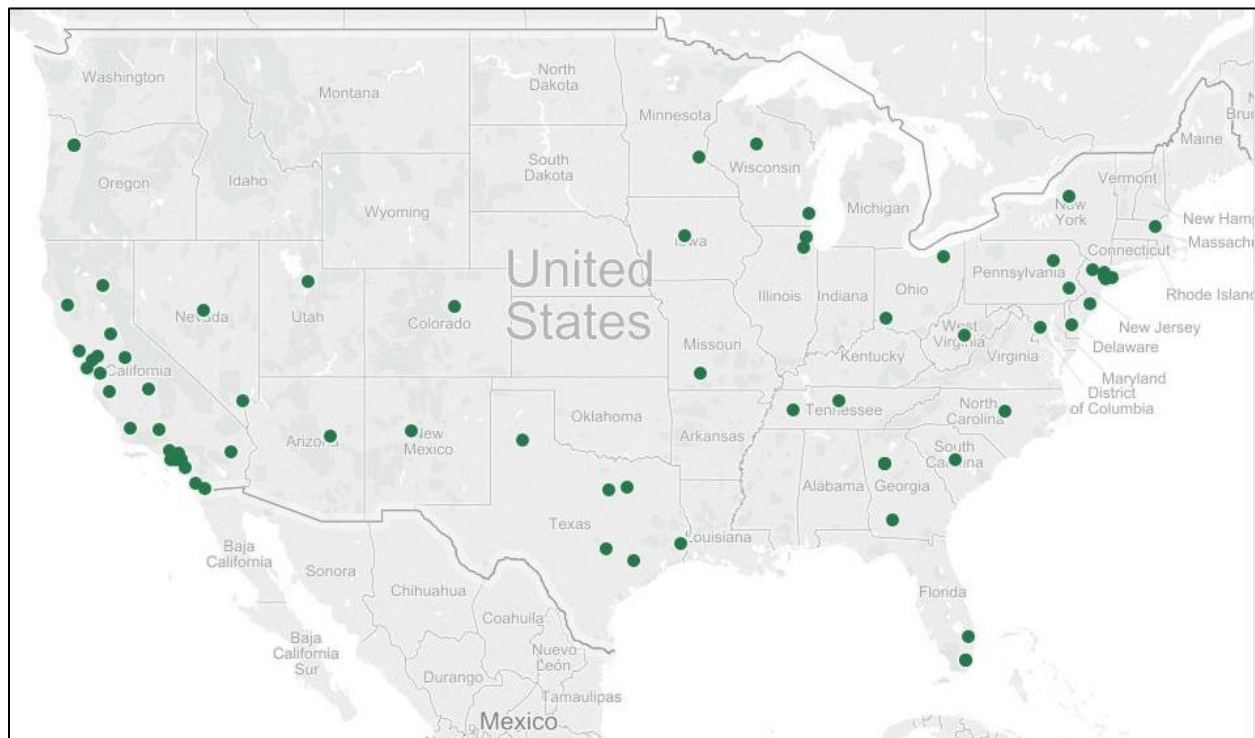 Washington
Montana
North
Dakota
Minnesota
Maine
Bru
Oregon
Idaho
South
Dakota
Wisconsin
Michigan
Vermont
Wyoming
New
York
New Hamp
Massachu
Iowa
Connecticut
Rhode Island
United
States
Pennsylvania
Nevada
Utah
Colorado
Illinois
Indiana
Ohio
New Jersey
West
Virginia
Virginia
Delaware
Maryland
District
of Columbia
California
Missouri
Kentucky
Arizona
New
Mexico
Oklahoma
Arkansas
Tennessee
North
Carolina
South
Carolina
Texas
Louisiana
Alabama
Georgia
Florida
Baja
California
Sonora
Chihuahua
Coahuila
Baja
California
Sur
Nuevo
León
Durango
Tamaulipas
Mexico